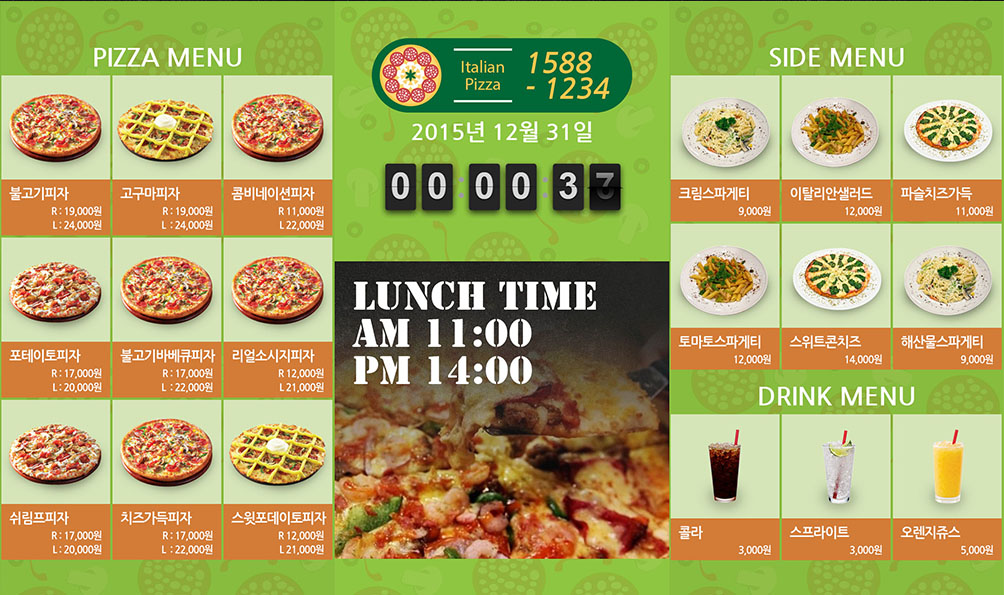 PIZZA MENU
불고기피자
R : 19,000원
L : 24,000원
고구마피자
R : 19,000원
L : 24,000원
콤비네이션피자
R 11,000원
L 22,000원
포테이토피자
R : 17,000원
L : 20,000원
불고기바베큐피자
R : 17,000원
L : 22,000원
리얼소시지피자
R 12,000원
L 21,000원
쉬림프피자
R : 17,000원
L : 20,000원
치즈가득피자
R : 17,000원
L : 22,000원
스윗포데이토피자
R 12,000원
L 21,000원
Italian
Pizza
1588
- 1234
2015년 12월 31일
00:00:3
LUNCH TIME
AM 11:00
PM 14:00
SIDE MENU
크림스파게티
9,000원
이탈리안샐러드
12,000원
파슬치즈가득
11,000원
토마토스파게티
12,000원
스위트콘치즈
14,000원
해산물스파게티
9,000원
DRINK MENU
콜라
3,000원
스프라이트
3,000원
오렌지쥬스
5,000원